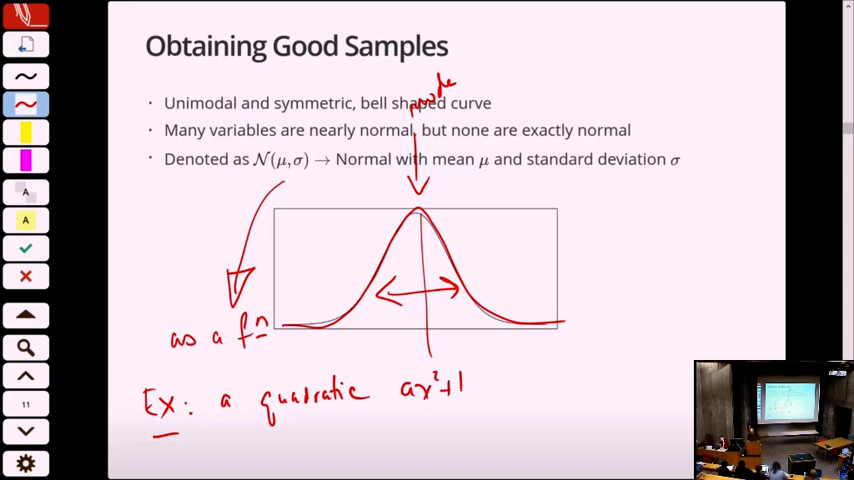 Obtaining Good Samples
· Unimodal and symmetric, bell shaped curve
mode
· Many variables are nearly normal, but none are exactly normal
· Denoted as N(μ, σ) → Normal with mean μ and standard deviation σ
as a fn
Ex: a quadratic ax²+1
A
A
11